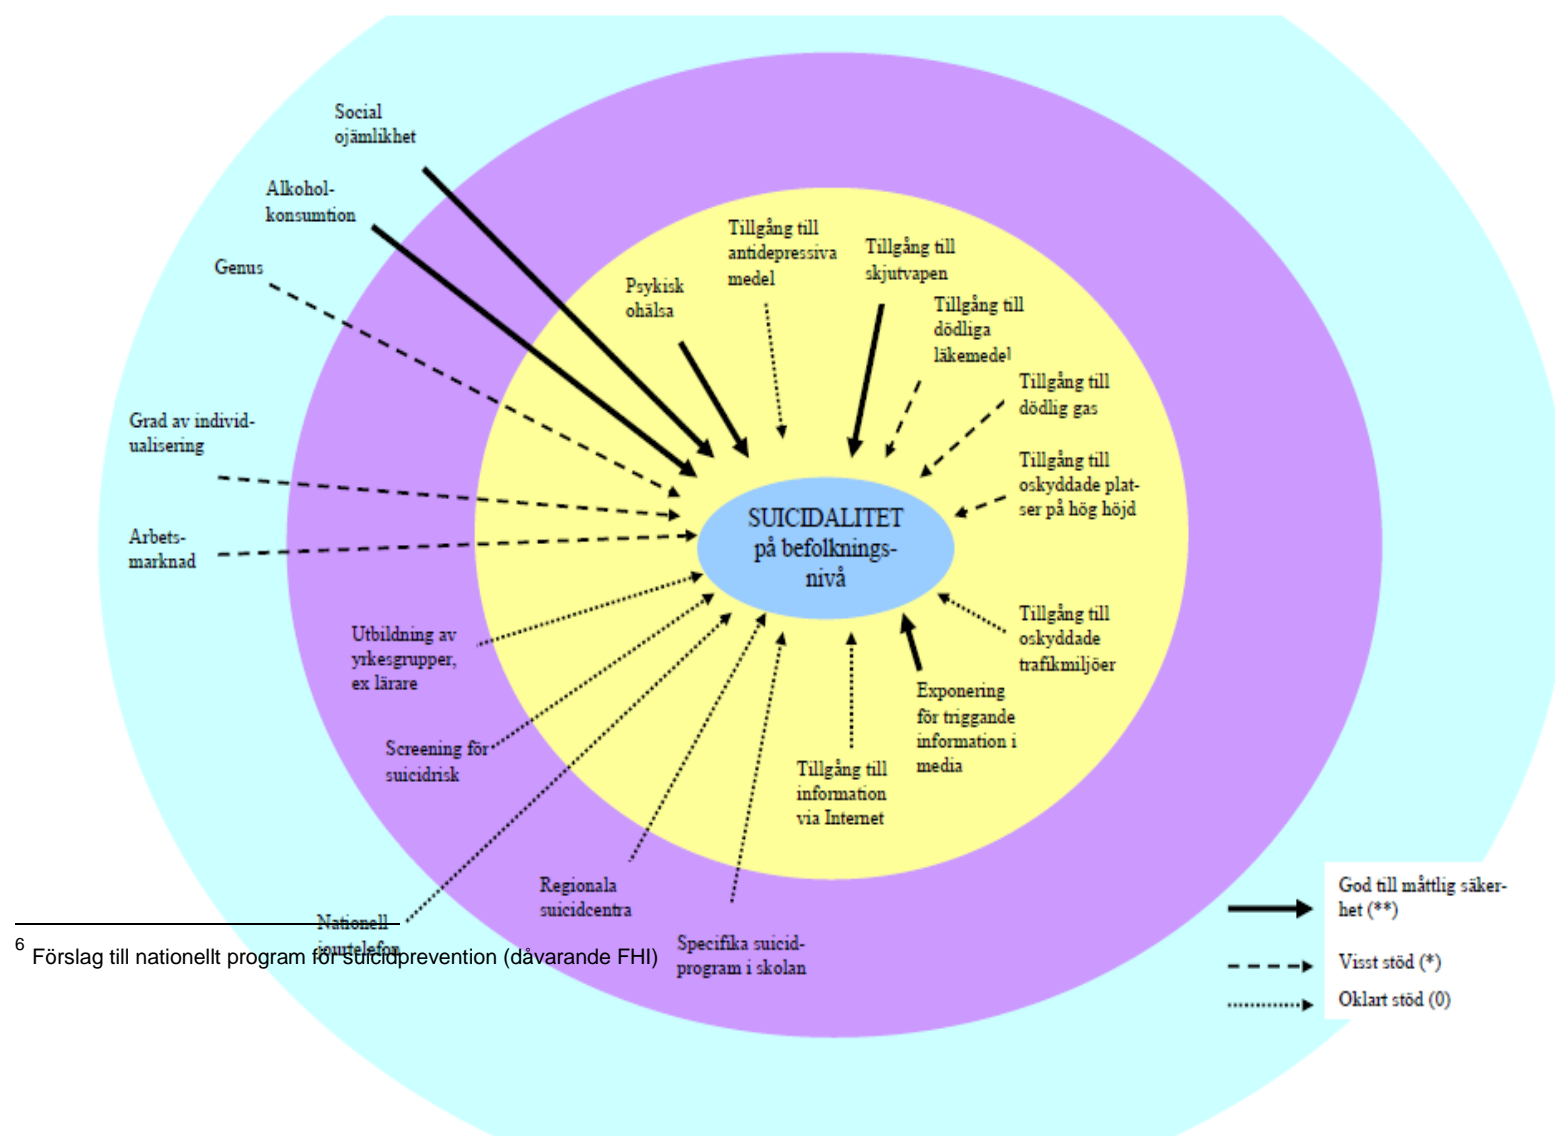 Social
ojämlikhet
Alkohol-
konsumtion
Genus
Grad av individ-
ualisering
Arbets-
marknad
Psykisk
ohälsa
Tillgång till
antidepressiva
medel
Tillgång till
skjutvapen
Tillgång till
dödliga
läkemedel
Tillgång till
dödlig gas
Tillgång till
oskyddade plat-
ser på hög höjd
SUICIDALITET
på befolknings-
nivå
Tillgång till
oskyddade
trafikmiljöer
Exponering
för triggande
information i
media
Tillgång till
information
via Internet
Utbildning av
yrkesgrupper,
ex lärare
Screening för
suicidrisk
Nationell
jourtelefon
Regionala
suicidcentra
Specifika suicid-
program i skolan
God till måttlig säker-
het (**)
Visst stöd (*)
Oklart stöd (0)
6 Förslag till nationellt program för suicidprevention (dåvarande FHI)